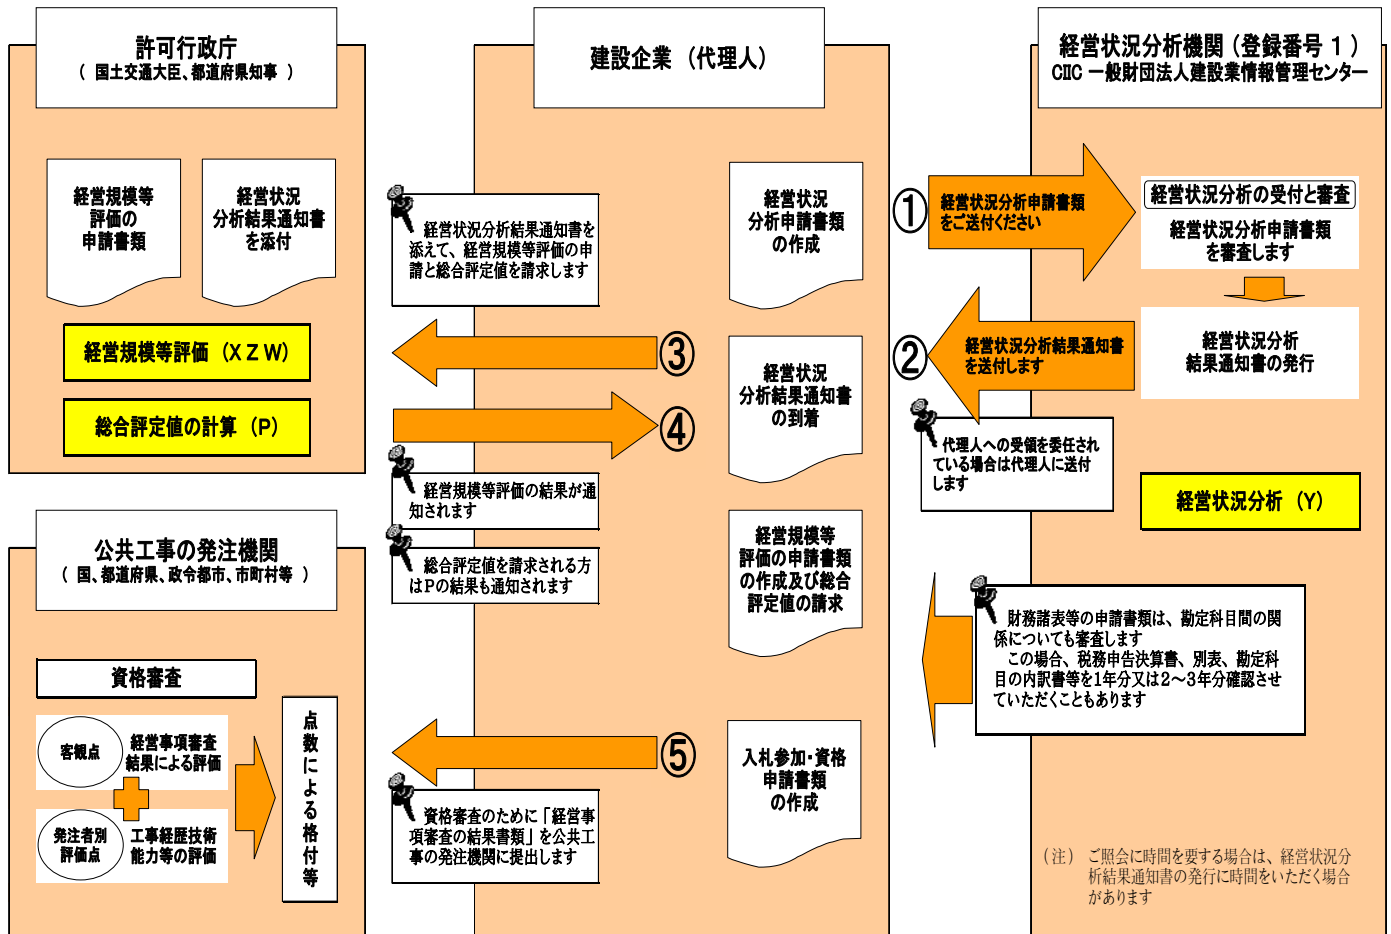 許可行政庁
（ 国土交通大臣、都道府県知事 ）
経営規模等
評価の
申請書類
経営状況
分析結果通知書
を添付
経営規模等評価 （X Z W）
総合評定値の計算 （P）
公共工事の発注機関
（ 国、都道府県、政令都市、市町村等 ）
資格審査
客観点
経営事項審査
結果による評価
発注者別
評価点
工事経歴技術
能力等の評価
点数による格付等
建設企業 （代理人）
経営状況分析結果通知書を
添えて、経営規模等評価の申
請と総合評定値を請求します
経営状況
分析申請書類
の作成
③
経営状況
分析結果通知書
の到着
④
経営規模等評価の結果が通
知されます
総合評定値を請求される方
はPの結果も通知されます
経営規模等
評価の申請書類
の作成及び総合
評定値の請求
⑤
入札参加・資格
申請書類
の作成
資格審査のために「経営事
項審査の結果書類」を公共工
事の発注機関に提出します
経営状況分析機関（登録番号 1 ）
CIIC 一般財団法人建設業情報管理センター
①
経営状況分析申請書類
をご送付ください
経営状況分析の受付と審査
経営状況分析申請書類
を審査します
②
経営状況分析結果通知書
を送付します
経営状況分析
結果通知書の発行
代理人への受領を委任され
ている場合は代理人に送付
します
経営状況分析 （Y）
財務諸表等の申請書類は、勘定科目間の関
係についても審査します
この場合、税務申告決算書、別表、勘定科
目の内訳書等を1年分又は2～3年分確認させ
ていただくこともあります
（注） ご照会に時間を要する場合は、経営状況分
析結果通知書の発行に時間をいただく場合
があります